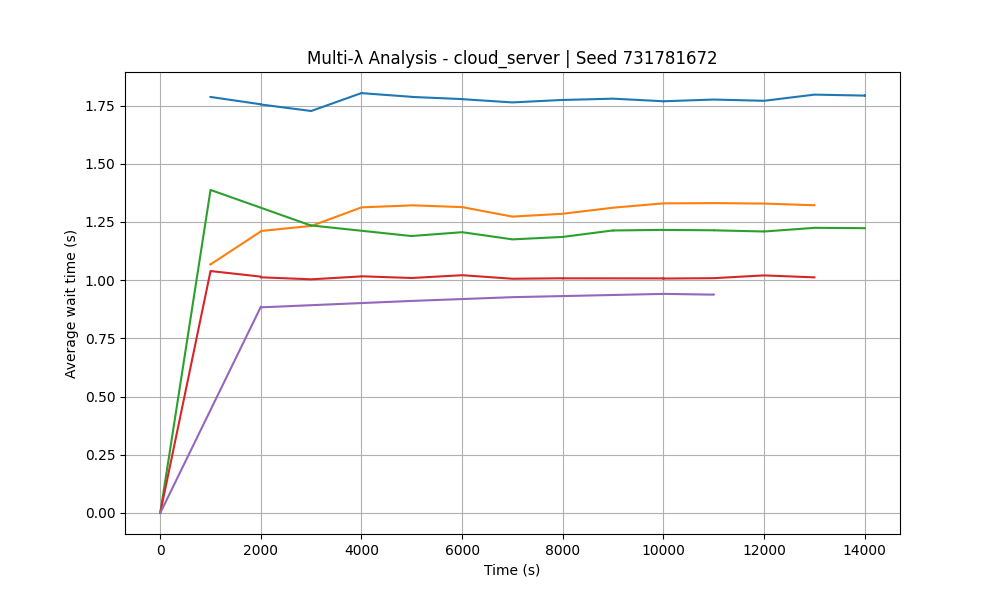 Multi-λ Analysis - cloud_server | Seed 731781672
Average wait time (s)
1.75
1.50
1.25
1.00
0.75
0.50
0.25
0.00
0 2000 4000 6000 8000 10000 12000 14000
Time (s)